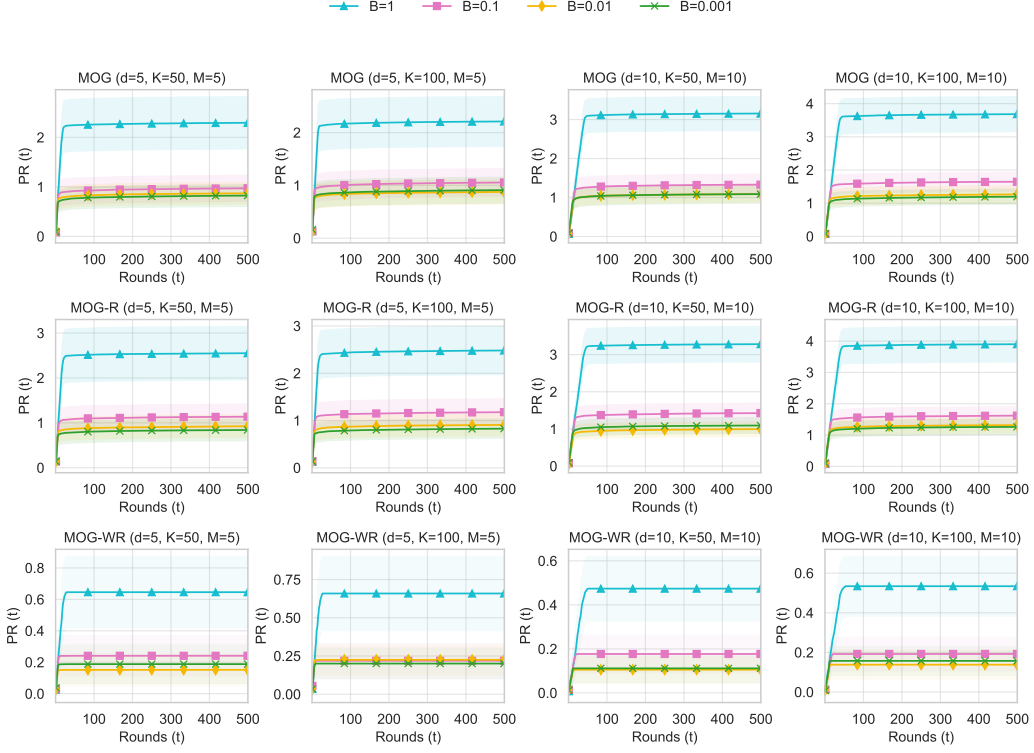 B=1 B=0.1 B=0.01 B=0.001
MOG (d=5, K=50, M=5) MOG (d=5, K=100, M=5) MOG (d=10, K=50, M=10) MOG (d=10, K=100, M=10)
PR (t) 0 1 2 PR (t) 0 1 2 PR (t) 0 1 2 3 PR (t) 0 1 2 3 4
100 200 300 400 500 100 200 300 400 500 100 200 300 400 500 100 200 300 400 500
Rounds (t) Rounds (t) Rounds (t) Rounds (t)
MOG-R (d=5, K=50, M=5) MOG-R (d=5, K=100, M=5) MOG-R (d=10, K=50, M=10) MOG-R (d=10, K=100, M=10)
PR (t) 0 1 2 3 PR (t) 0 1 2 3 PR (t) 0 1 2 3 PR (t) 0 1 2 3 4
100 200 300 400 500 100 200 300 400 500 100 200 300 400 500 100 200 300 400 500
Rounds (t) Rounds (t) Rounds (t) Rounds (t)
MOG-WR (d=5, K=50, M=5) MOG-WR (d=5, K=100, M=5) MOG-WR (d=10, K=50, M=10) MOG-WR (d=10, K=100, M=10)
PR (t) 0.0 0.2 0.4 0.6 0.8 PR (t) 0.00 0.25 0.50 0.75 PR (t) 0.0 0.2 0.4 0.6 PR (t) 0.0 0.2 0.4 0.6
100 200 300 400 500 100 200 300 400 500 100 200 300 400 500 100 200 300 400 500
Rounds (t) Rounds (t) Rounds (t) Rounds (t)